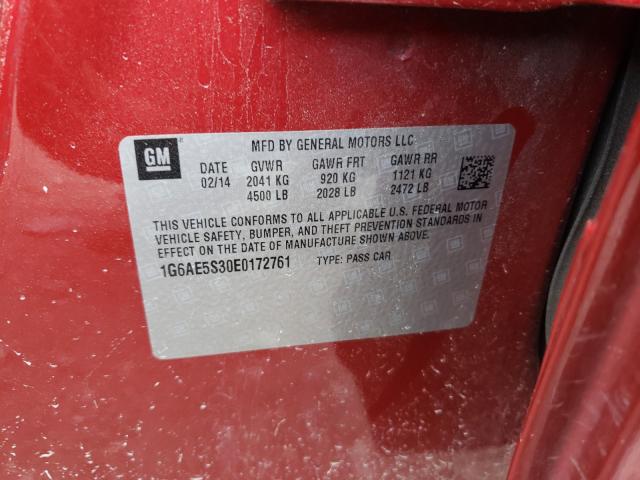 GM
MFD BY GENERAL MOTORS LLC
DATE GVWR GAWR FRT GAWR RR
02/14 2041 KG 920 KG 1121 KG
4500 LB 2028 LB 2472 LB
THIS VEHICLE CONFORMS TO ALL APPLICABLE U.S. FEDERAL MOTOR
VEHICLE SAFETY, BUMPER, AND THEFT PREVENTION STANDARDS IN
EFFECT ON THE DATE OF MANUFACTURE SHOWN ABOVE.
1G6AE5S30E0172761 TYPE: PASS CAR